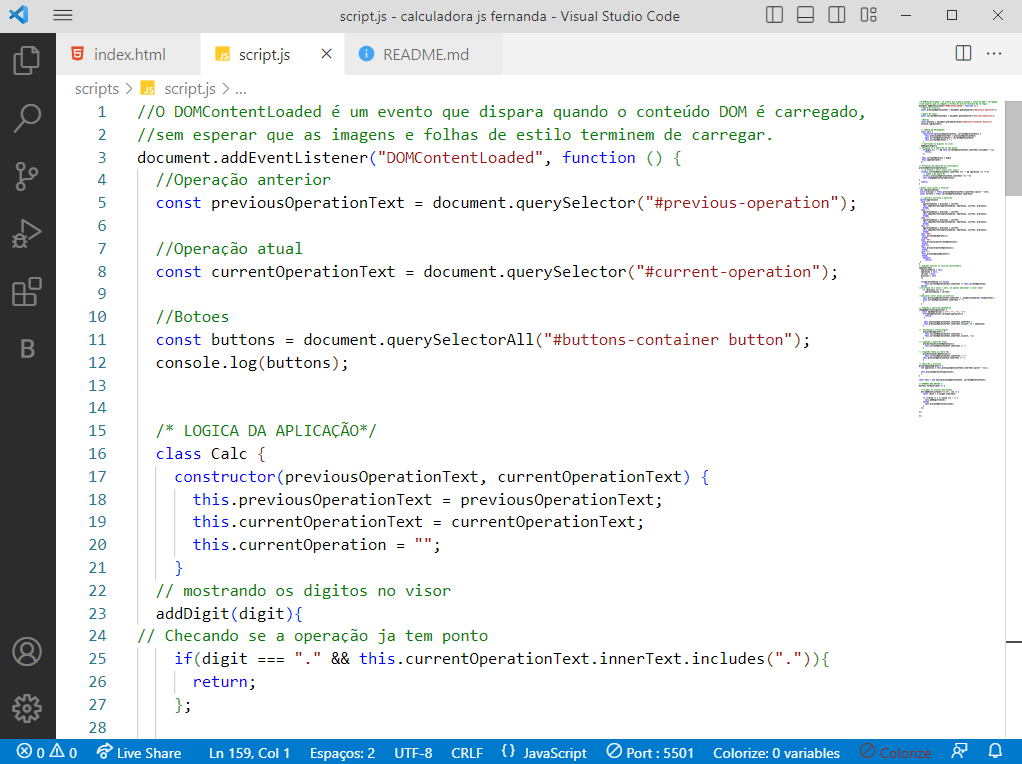 script.js - calculadora js fernanda - Visual Studio Code
index.html
JS script.js
README.md
scripts > JS script.js > ...
1 //O DOMContentLoaded é um evento que dispara quando o conteúdo DOM é carregado,
2 //sem esperar que as imagens e folhas de estilo terminem de carregar.
3 document.addEventListener("DOMContentLoaded", function () {
4 //Operação anterior
5 const previousOperationText = document.querySelector("#previous-operation");
6
7 //Operação atual
8 const currentOperationText = document.querySelector("#current-operation");
9
10 //Botoes
11 const buttons = document.querySelectorAll("#buttons-container button");
12 console.log(buttons);
13
14
15 /* LOGICA DA APLICAÇÃO*/
16 class Calc {
17 constructor(previousOperationText, currentOperationText) {
18 this.previousOperationText = previousOperationText;
19 this.currentOperationText = currentOperationText;
20 this.currentOperation = "";
21 }
22 // mostrando os digitos no visor
23 addDigit(digit){
24 // Checando se a operação ja tem ponto
25 if(digit === "." && this.currentOperationText.innerText.includes(".")){
26 return;
27 };
28
B
0 0 Live Share Ln 159, Col 1 Espaços: 2 UTF-8 CRLF {} JavaScript Port : 5501 Colorize: 0 variables Colorize